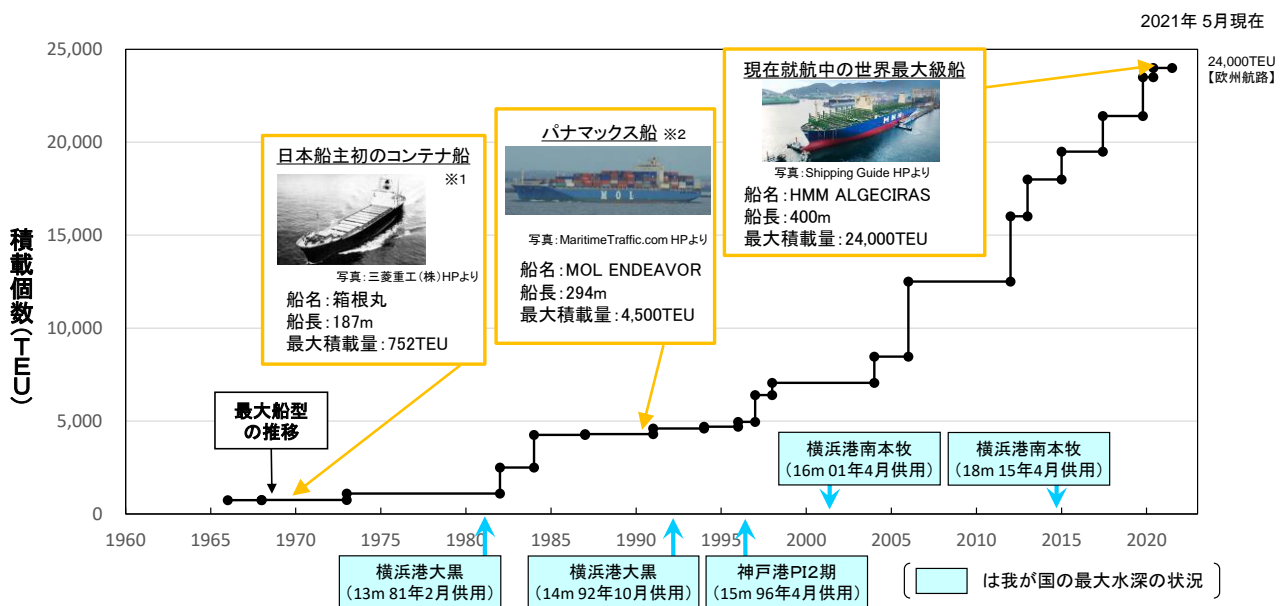 2021年 5月現在
25,000
20,000
15,000
10,000
5,000
0
積載個数(TEU)
1960
1965
1970
1975
1980
1985
1990
1995
2000
2005
2010
2015
2020
24,000TEU
【欧州航路】
日本船主初のコンテナ船
※1
写真：三菱重工（株）HPより
船名：箱根丸
船長：187m
最大積載量：752TEU
パナマックス船 ※2
MOL
写真：MaritimeTraffic.com HPより
船名：MOL ENDEAVOR
船長：294m
最大積載量：4,500TEU
現在就航中の世界最大級船
HMM
写真：Shipping Guide HPより
船名：HMM ALGECIRAS
船長：400m
最大積載量：24,000TEU
最大船型
の推移
横浜港南本牧
（16m 01年4月供用）
横浜港南本牧
（18m 15年4月供用）
横浜港大黒
（13m 81年2月供用）
横浜港大黒
（14m 92年10月供用）
神戸港PI2期
（15m 96年4月供用）
は我が国の最大水深の状況